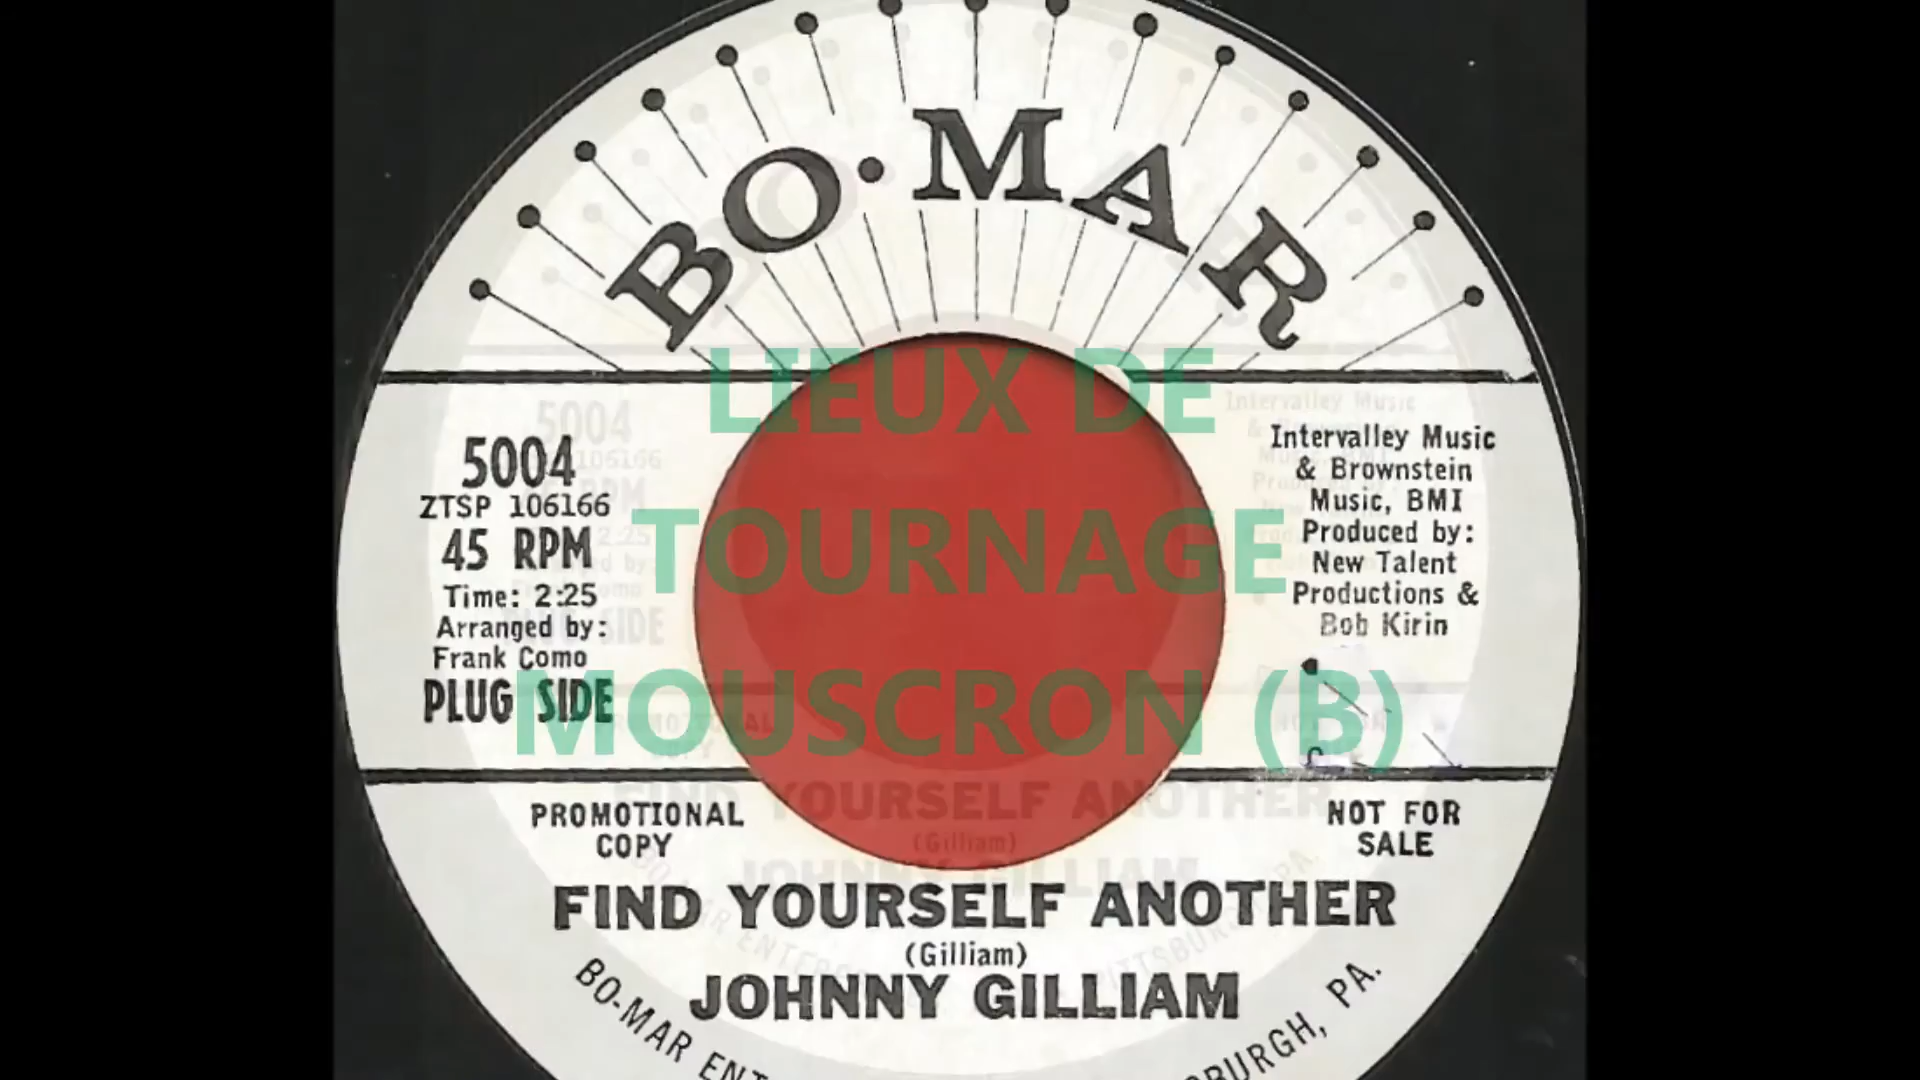 BO·MAR
LIEUX DE
TOURNAGE
MOUSCRON (B)
5004
ZTSP 106166
45 RPM
Time: 2:25
Arranged by:
Frank Como
PLUG SIDE
Intervalley Music
& Brownstein
Music, BMI
Produced by:
New Talent
Productions &
Bob Kirin
PROMOTIONAL
COPY
NOT FOR
SALE
FIND YOURSELF ANOTHER
(Gilliam)
JOHNNY GILLIAM
BO-MAR
PA.